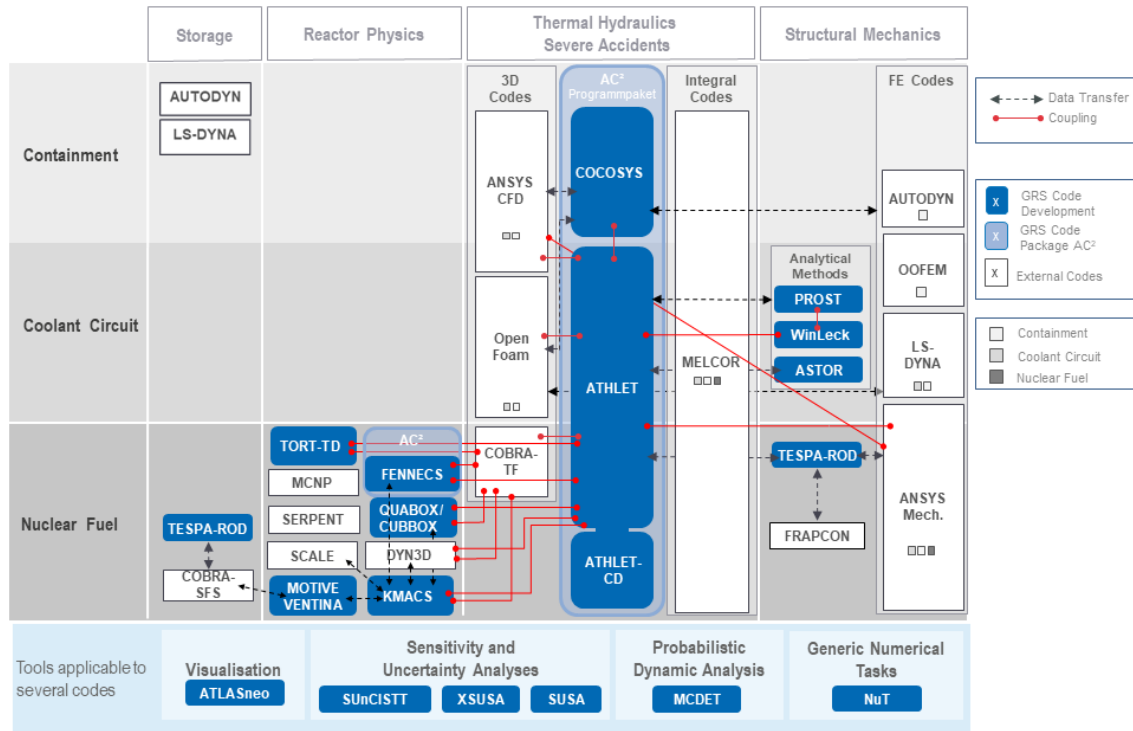 Storage
Reactor Physics
Thermal Hydraulics
Severe Accidents
Structural Mechanics
3D
Codes
AC²
Programmpaket
Integral
Codes
FE Codes
Data Transfer
Coupling
Containment
AUTODYN
LS-DYNA
ANSYS
CFD
COCOSYS
AUTODYN
X
GRS Code
Development
X
GRS Code
Package AC²
X
External Codes
Coolant Circuit
Open
Foam
ATHLET
MELCOR
Analytical
Methods
PROST
WinLeck
ASTOR
OOFEM
LS-
DYNA
Containment
Coolant Circuit
Nuclear Fuel
Nuclear Fuel
TESPA-ROD
COBRA-
SFS
TORT-TD
MCNP
SERPENT
SCALE
MOTIVE
VENTINA
AC²
FENNECS
QUABOX/
CUBBOX
DYN3D
KMACS
COBRA-
TF
ATHLET-
CD
TESPA-ROD
FRAPCON
ANSYS
Mech.
Tools applicable to
several codes
Visualisation
ATLASneo
Sensitivity and
Uncertainty Analyses
SUnCISTT
XSUSA
SUSA
Probabilistic
Dynamic Analysis
MCDET
Generic Numerical
Tasks
NuT